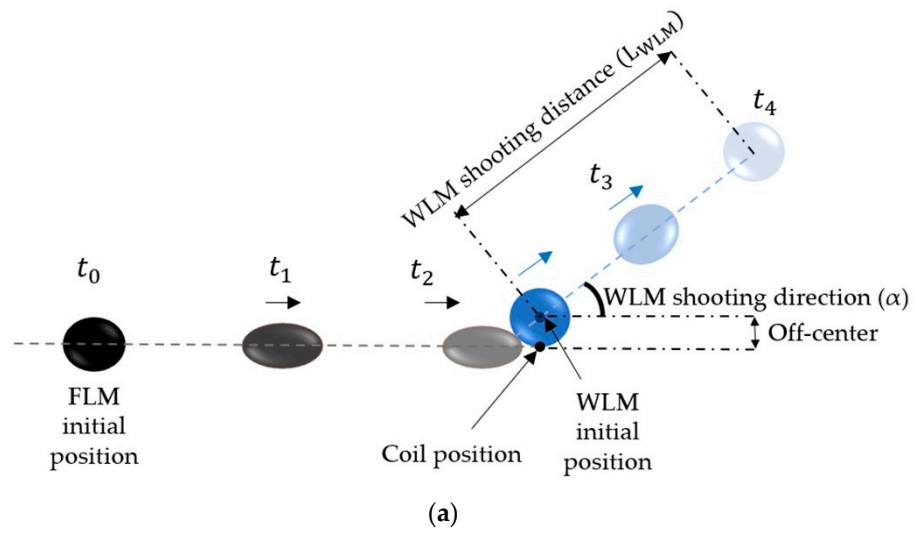 WLM shooting distance (L_WLM)
t₄
t₃
t₀
t₁
t₂
WLM shooting direction (α)
Off-center
FLM
initial
position
WLM
initial
position
Coil position
(a)